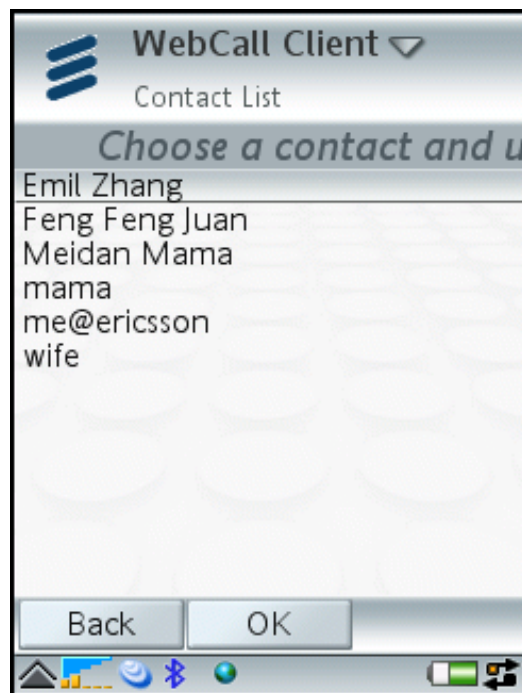 WebCall Client
Contact List
Choose a contact and u
Emil Zhang
Feng Feng Juan
Meidan Mama
mama
me@ericsson
wife
Back OK